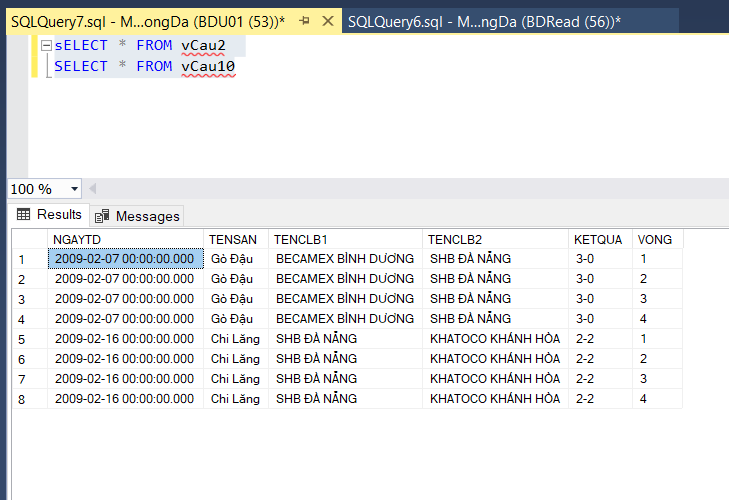 SQLQuery7.sql - M...ongDa (BDU01 (53))* SQLQuery6.sql - M...ngDa (BDRead (56))*
sELECT * FROM vCau2
SELECT * FROM vCau10
100 %
Results Messages
NGAYTD TENSAN TENCLB1 TENCLB2 KETQUA VONG
1 2009-02-07 00:00:00.000 Gò Đậu BECAMEX BÌNH DƯƠNG SHB ĐÀ NẴNG 3-0 1
2 2009-02-07 00:00:00.000 Gò Đậu BECAMEX BÌNH DƯƠNG SHB ĐÀ NẴNG 3-0 2
3 2009-02-07 00:00:00.000 Gò Đậu BECAMEX BÌNH DƯƠNG SHB ĐÀ NẴNG 3-0 3
4 2009-02-07 00:00:00.000 Gò Đậu BECAMEX BÌNH DƯƠNG SHB ĐÀ NẴNG 3-0 4
5 2009-02-16 00:00:00.000 Chi Lăng SHB ĐÀ NẴNG KHATOCO KHÁNH HÒA 2-2 1
6 2009-02-16 00:00:00.000 Chi Lăng SHB ĐÀ NẴNG KHATOCO KHÁNH HÒA 2-2 2
7 2009-02-16 00:00:00.000 Chi Lăng SHB ĐÀ NẴNG KHATOCO KHÁNH HÒA 2-2 3
8 2009-02-16 00:00:00.000 Chi Lăng SHB ĐÀ NẴNG KHATOCO KHÁNH HÒA 2-2 4